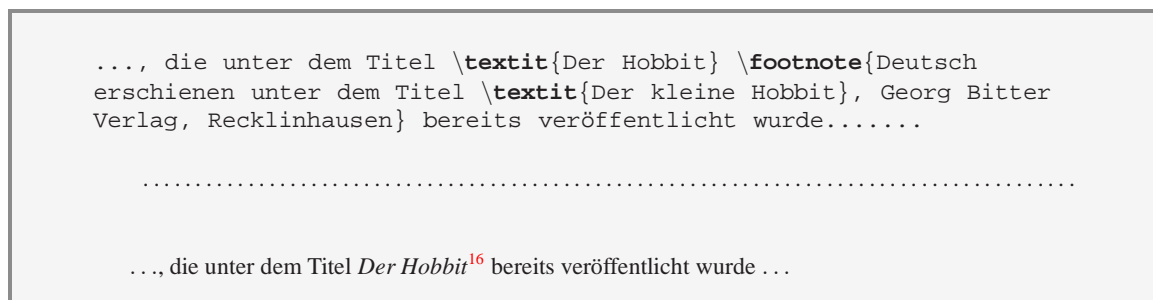 ..., die unter dem Titel \textit{Der Hobbit} \footnote{Deutsch
erschienen unter dem Titel \textit{Der kleine Hobbit}, Georg Bitter
Verlag, Recklinhausen} bereits veröffentlicht wurde.......
..........................................................................................
..., die unter dem Titel Der Hobbit16 bereits veröffentlicht wurde ...